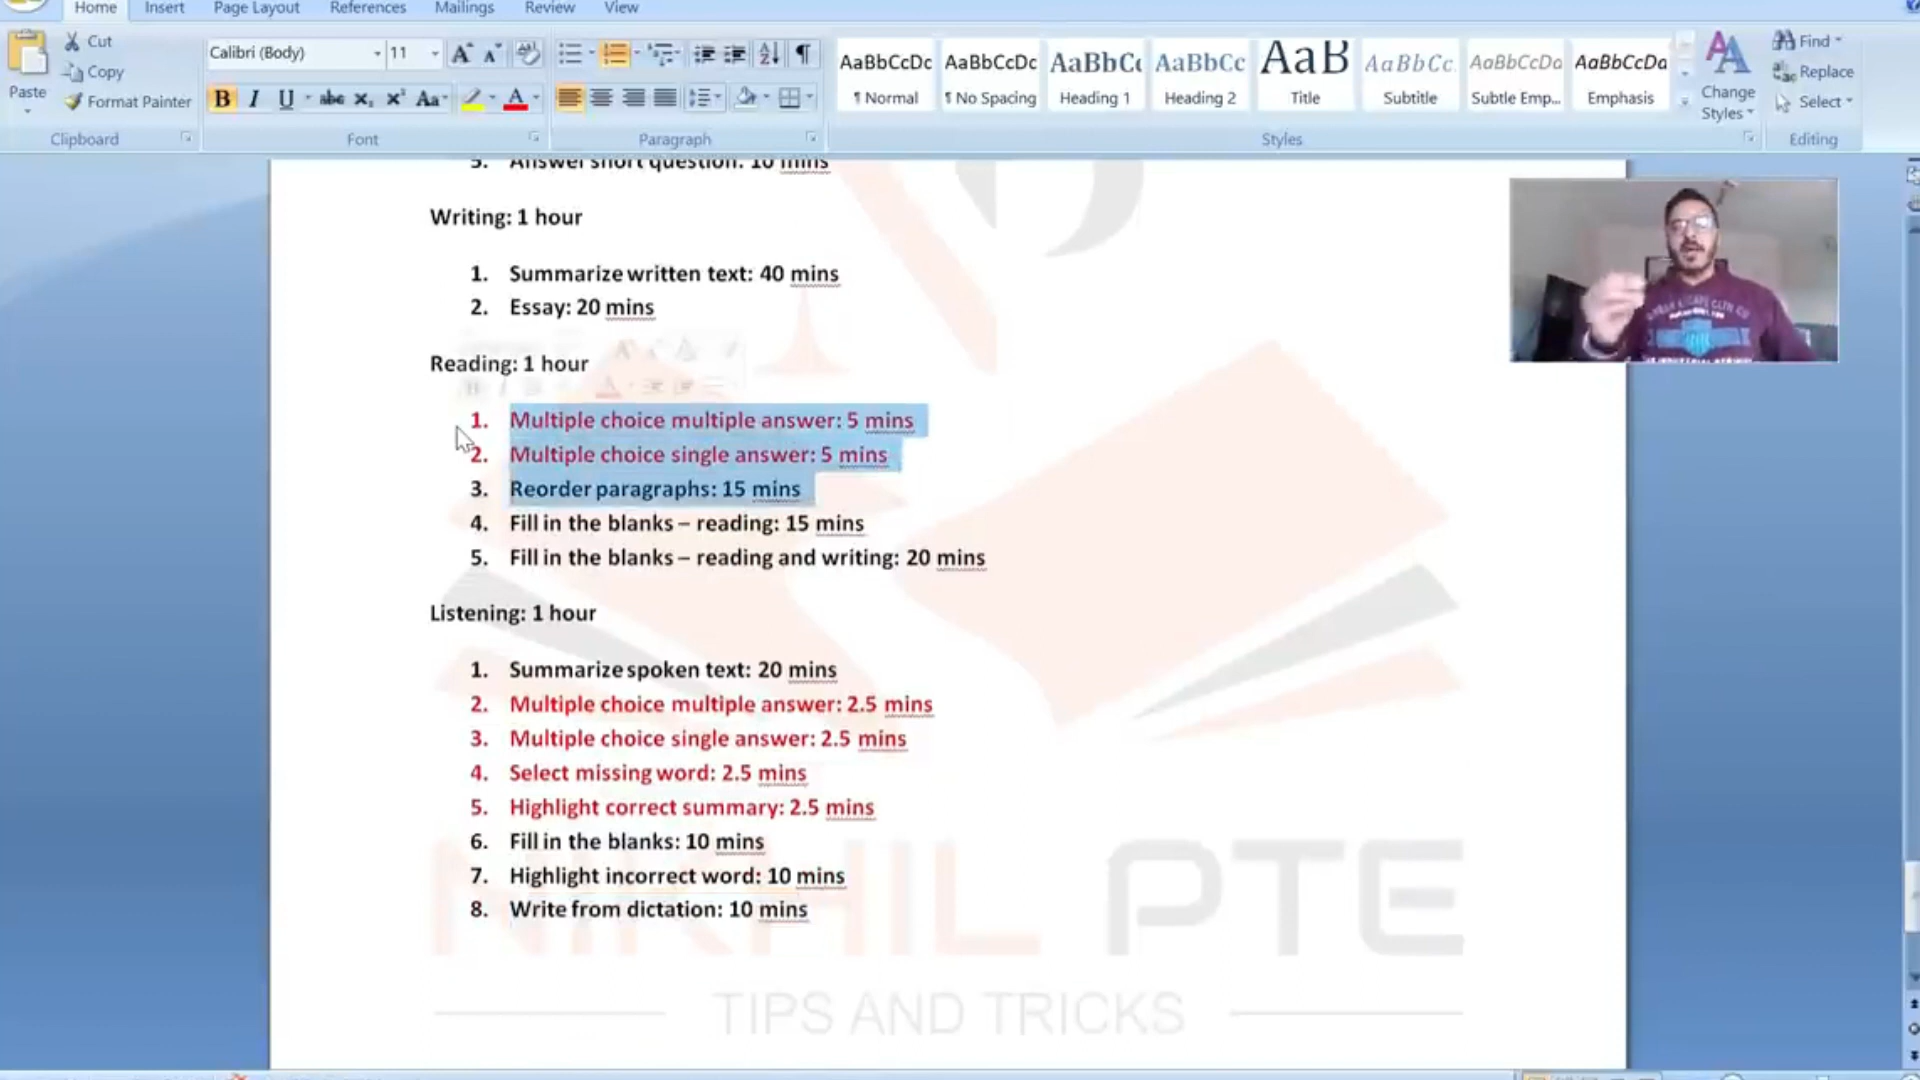 Home Insert Page Layout References Mailings Review View
Cut
Copy
Format Painter
Paste
Clipboard
Calibri (Body) 11
B I U abc X₂ X² Aa A
Font
Paragraph
AaBbCcDc AaBbCcDc AaBbCc AaBbCc AaB AaBbCc. AaBbCcDa AaBbCcDa
¶ Normal ¶ No Spacing Heading 1 Heading 2 Title Subtitle Subtle Emp... Emphasis
Change Styles
Styles
Find
Replace
Select
Editing
5. Answer short question: 10 mins
Writing: 1 hour
1. Summarize written text: 40 mins
2. Essay: 20 mins
Reading: 1 hour
1. Multiple choice multiple answer: 5 mins
2. Multiple choice single answer: 5 mins
3. Reorder paragraphs: 15 mins
4. Fill in the blanks – reading: 15 mins
5. Fill in the blanks – reading and writing: 20 mins
Listening: 1 hour
1. Summarize spoken text: 20 mins
2. Multiple choice multiple answer: 2.5 mins
3. Multiple choice single answer: 2.5 mins
4. Select missing word: 2.5 mins
5. Highlight correct summary: 2.5 mins
6. Fill in the blanks: 10 mins
7. Highlight incorrect word: 10 mins
8. Write from dictation: 10 mins
NIKHIL PTE
TIPS AND TRICKS